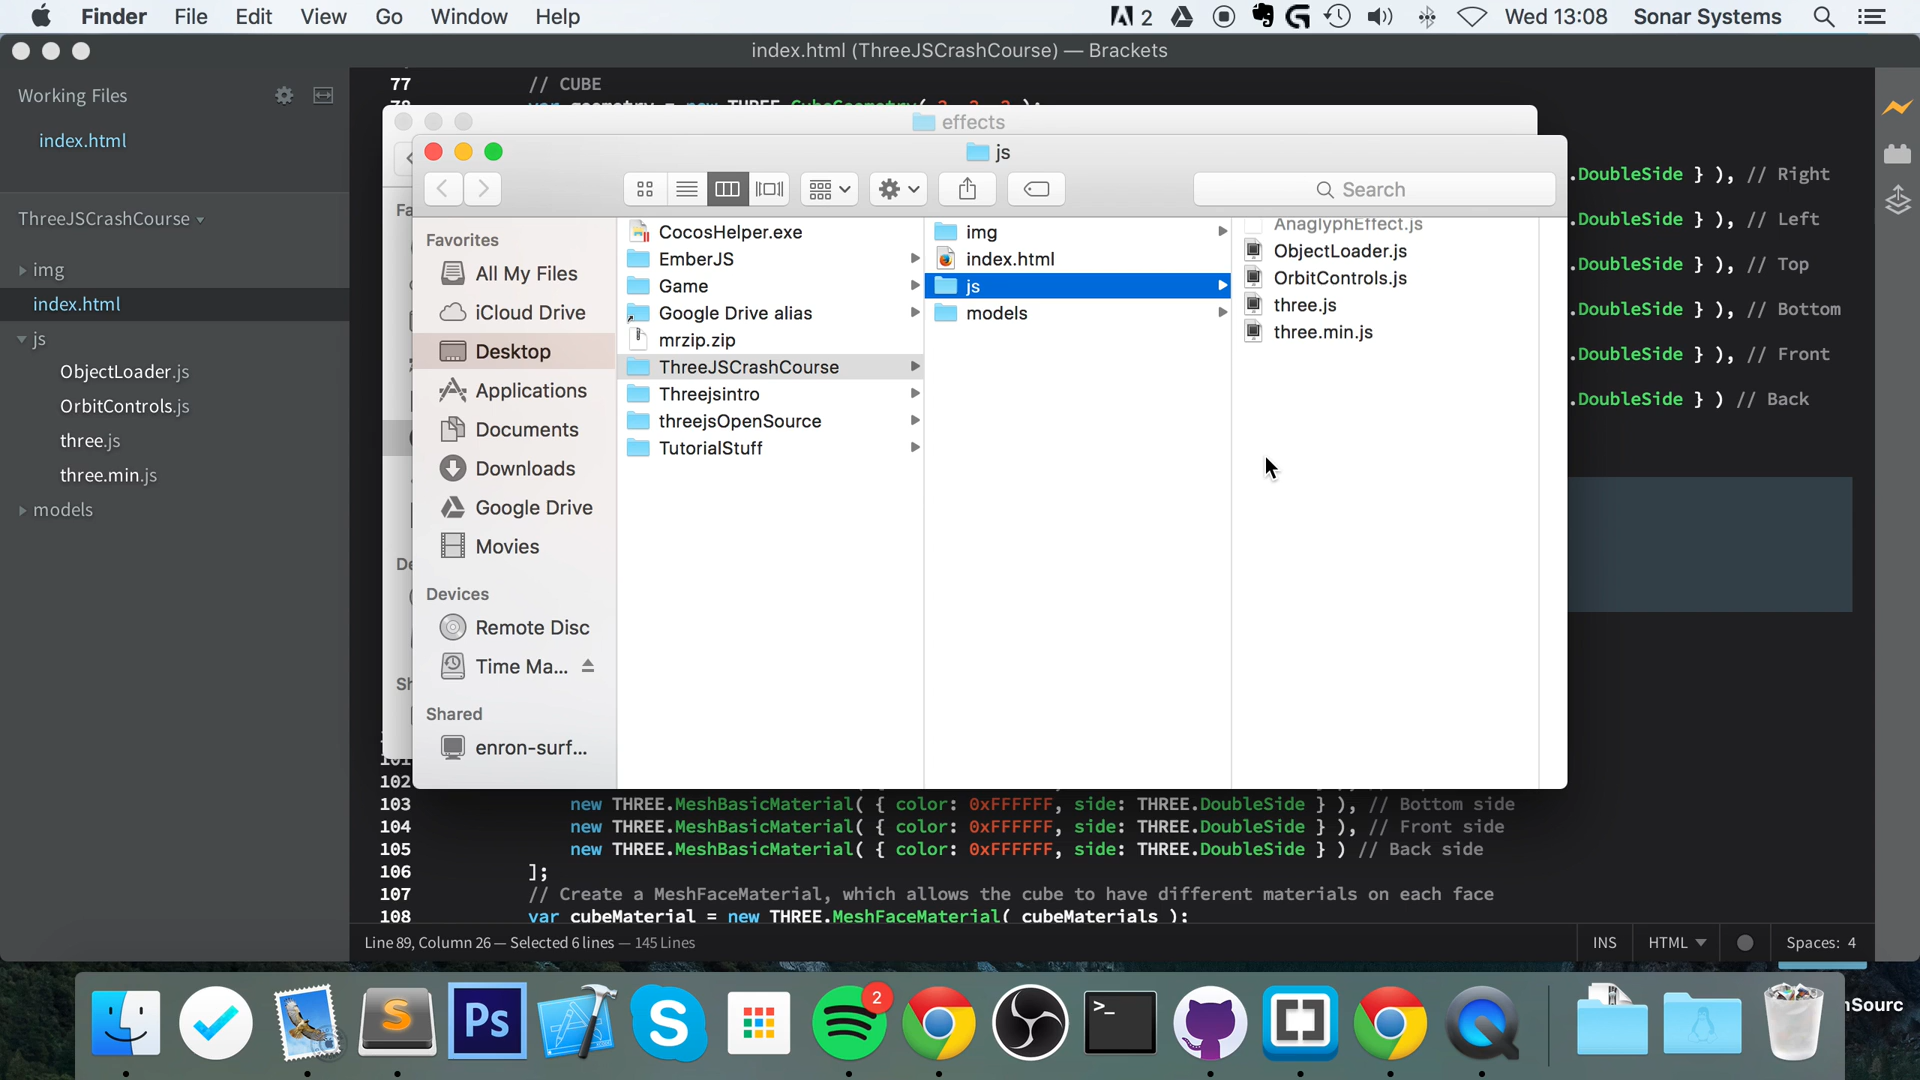 Finder File Edit View Go Window Help 2 Wed 13:08 Sonar Systems
index.html (ThreeJSCrashCourse) — Brackets
Working Files
index.html
ThreeJSCrashCourse
img
index.html
js
ObjectLoader.js
OrbitControls.js
three.js
three.min.js
models
77 // CUBE
effects
js
Search
Favorites
All My Files
iCloud Drive
Desktop
Applications
Documents
Downloads
Google Drive
Movies
Devices
Remote Disc
Time Ma...
Shared
enron-surf...
CocosHelper.exe
EmberJS
Game
Google Drive alias
mrzip.zip
ThreeJSCrashCourse
Threejsintro
threejsOpenSource
TutorialStuff
img
index.html
js
models
AnaglyphEffect.js
ObjectLoader.js
OrbitControls.js
three.js
three.min.js
.DoubleSide } ), // Right
.DoubleSide } ), // Left
.DoubleSide } ), // Top
.DoubleSide } ), // Bottom
.DoubleSide } ), // Front
.DoubleSide } ) // Back
102
103 new THREE.MeshBasicMaterial( { color: 0xFFFFFF, side: THREE.DoubleSide } ), // Bottom side
104 new THREE.MeshBasicMaterial( { color: 0xFFFFFF, side: THREE.DoubleSide } ), // Front side
105 new THREE.MeshBasicMaterial( { color: 0xFFFFFF, side: THREE.DoubleSide } ) // Back side
106 ];
107 // Create a MeshFaceMaterial, which allows the cube to have different materials on each face
108 var cubeMaterial = new THREE.MeshFaceMaterial( cubeMaterials );
Line 89, Column 26 — Selected 6 lines — 145 Lines
INS HTML Spaces: 4
S Ps S 2
nSourc